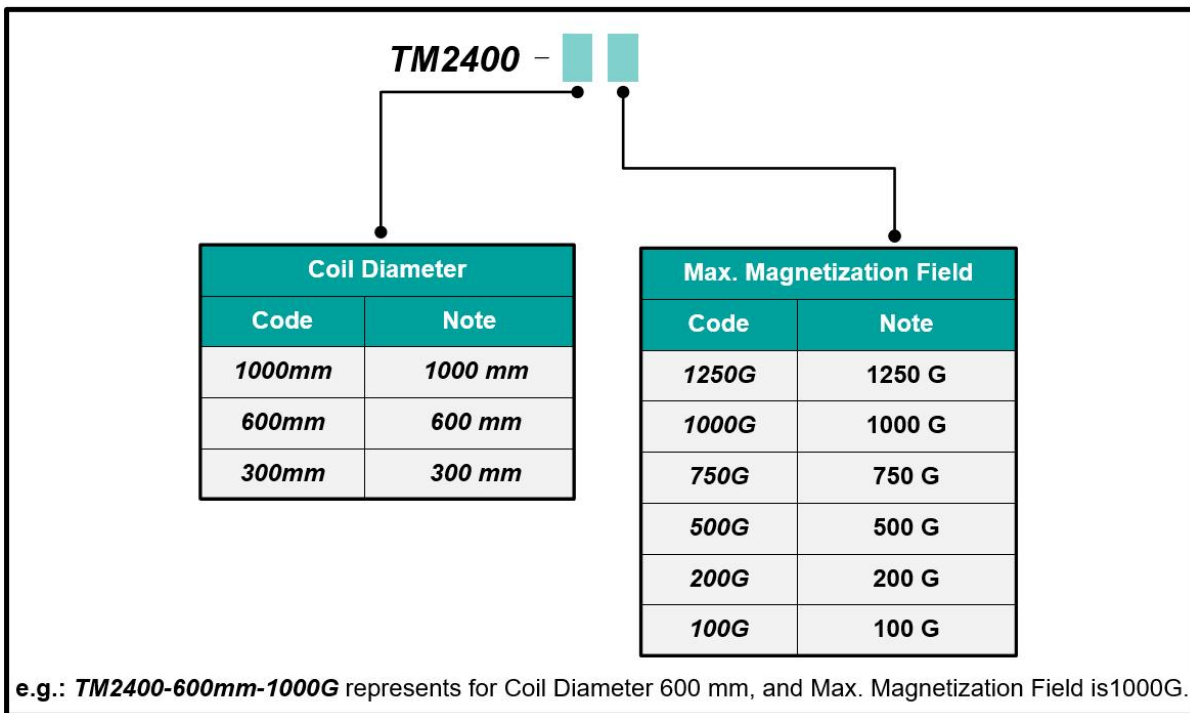 TM2400 –
Coil Diameter
Code Note
1000mm 1000 mm
600mm 600 mm
300mm 300 mm
Max. Magnetization Field
Code Note
1250G 1250 G
1000G 1000 G
750G 750 G
500G 500 G
200G 200 G
100G 100 G
e.g.: TM2400-600mm-1000G represents for Coil Diameter 600 mm, and Max. Magnetization Field is1000G.